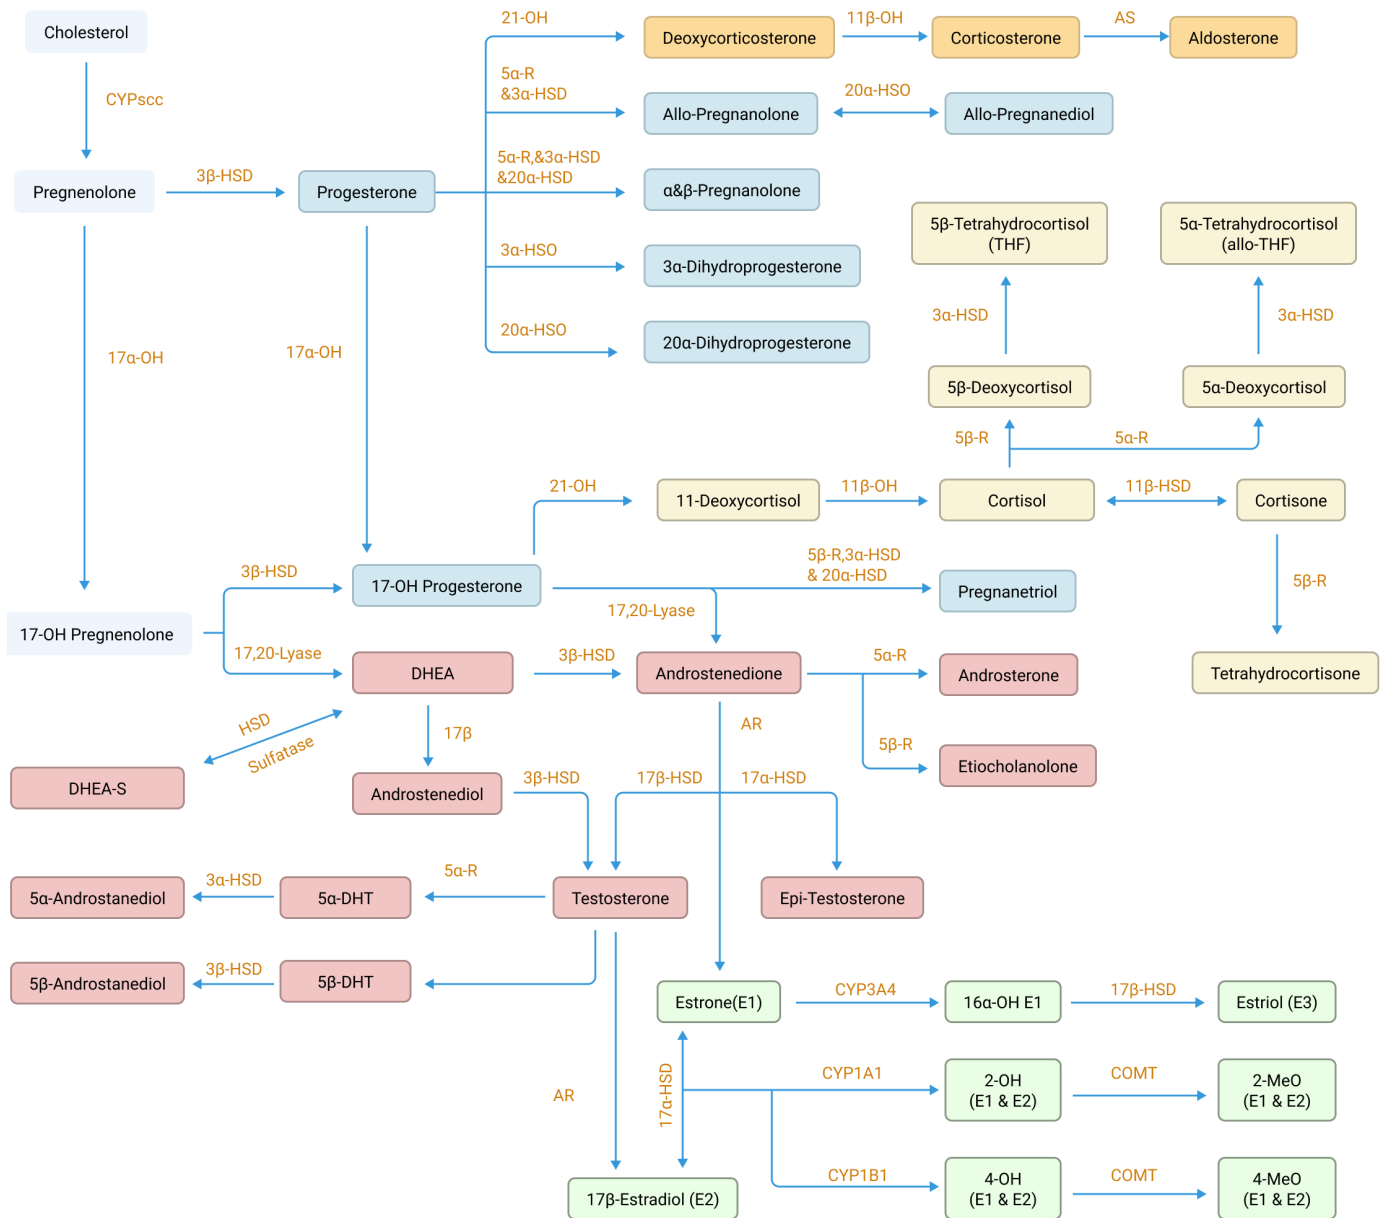 Cholesterol
CYPscc
Pregnenolone
3β-HSD
Progesterone
21-OH
Deoxycorticosterone
11β-OH
Corticosterone
AS
Aldosterone
5α-R
&3α-HSD
Allo-Pregnanolone
20α-HSO
Allo-Pregnanediol
5α-R,&3α-HSD
&20α-HSD
α&β-Pregnanolone
3α-HSO
3α-Dihydroprogesterone
20α-HSO
20α-Dihydroprogesterone
17α-OH
17α-OH
5β-Tetrahydrocortisol
(THF)
5α-Tetrahydrocortisol
(allo-THF)
3α-HSD
3α-HSD
5β-Deoxycortisol
5α-Deoxycortisol
5β-R
5α-R
21-OH
11-Deoxycortisol
11β-OH
Cortisol
11β-HSD
Cortisone
5β-R
Tetrahydrocortisone
3β-HSD
17-OH Progesterone
5β-R,3α-HSD
& 20α-HSD
Pregnanetriol
17,20-Lyase
17-OH Pregnenolone
17,20-Lyase
DHEA
3β-HSD
Androstenedione
5α-R
Androsterone
5β-R
Etiocholanolone
HSD
Sulfatase
DHEA-S
17β
Androstenediol
3β-HSD
AR
17β-HSD
17α-HSD
5α-Androstanediol
3α-HSD
5α-DHT
5α-R
Testosterone
Epi-Testosterone
5β-Androstanediol
3β-HSD
5β-DHT
Estrone(E1)
CYP3A4
16α-OH E1
17β-HSD
Estriol (E3)
AR
17α-HSD
CYP1A1
2-OH
(E1 & E2)
COMT
2-MeO
(E1 & E2)
17β-Estradiol (E2)
CYP1B1
4-OH
(E1 & E2)
COMT
4-MeO
(E1 & E2)